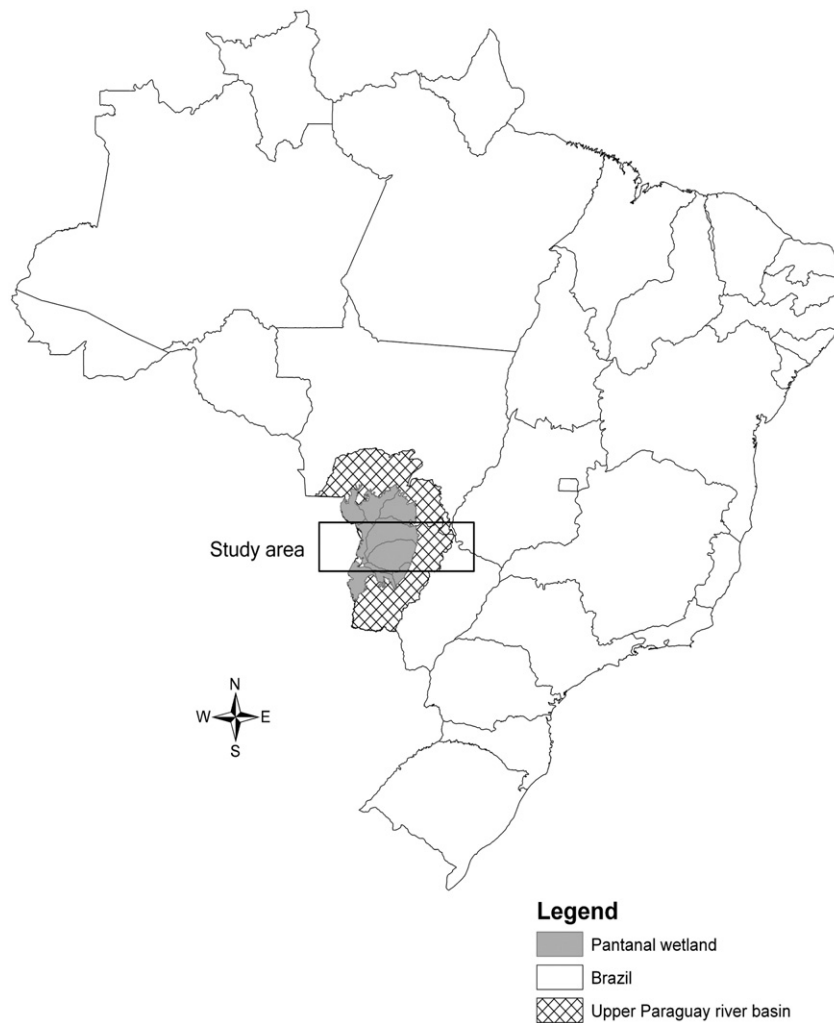 Study area
N
W E
S
Legend
Pantanal wetland
Brazil
Upper Paraguay river basin